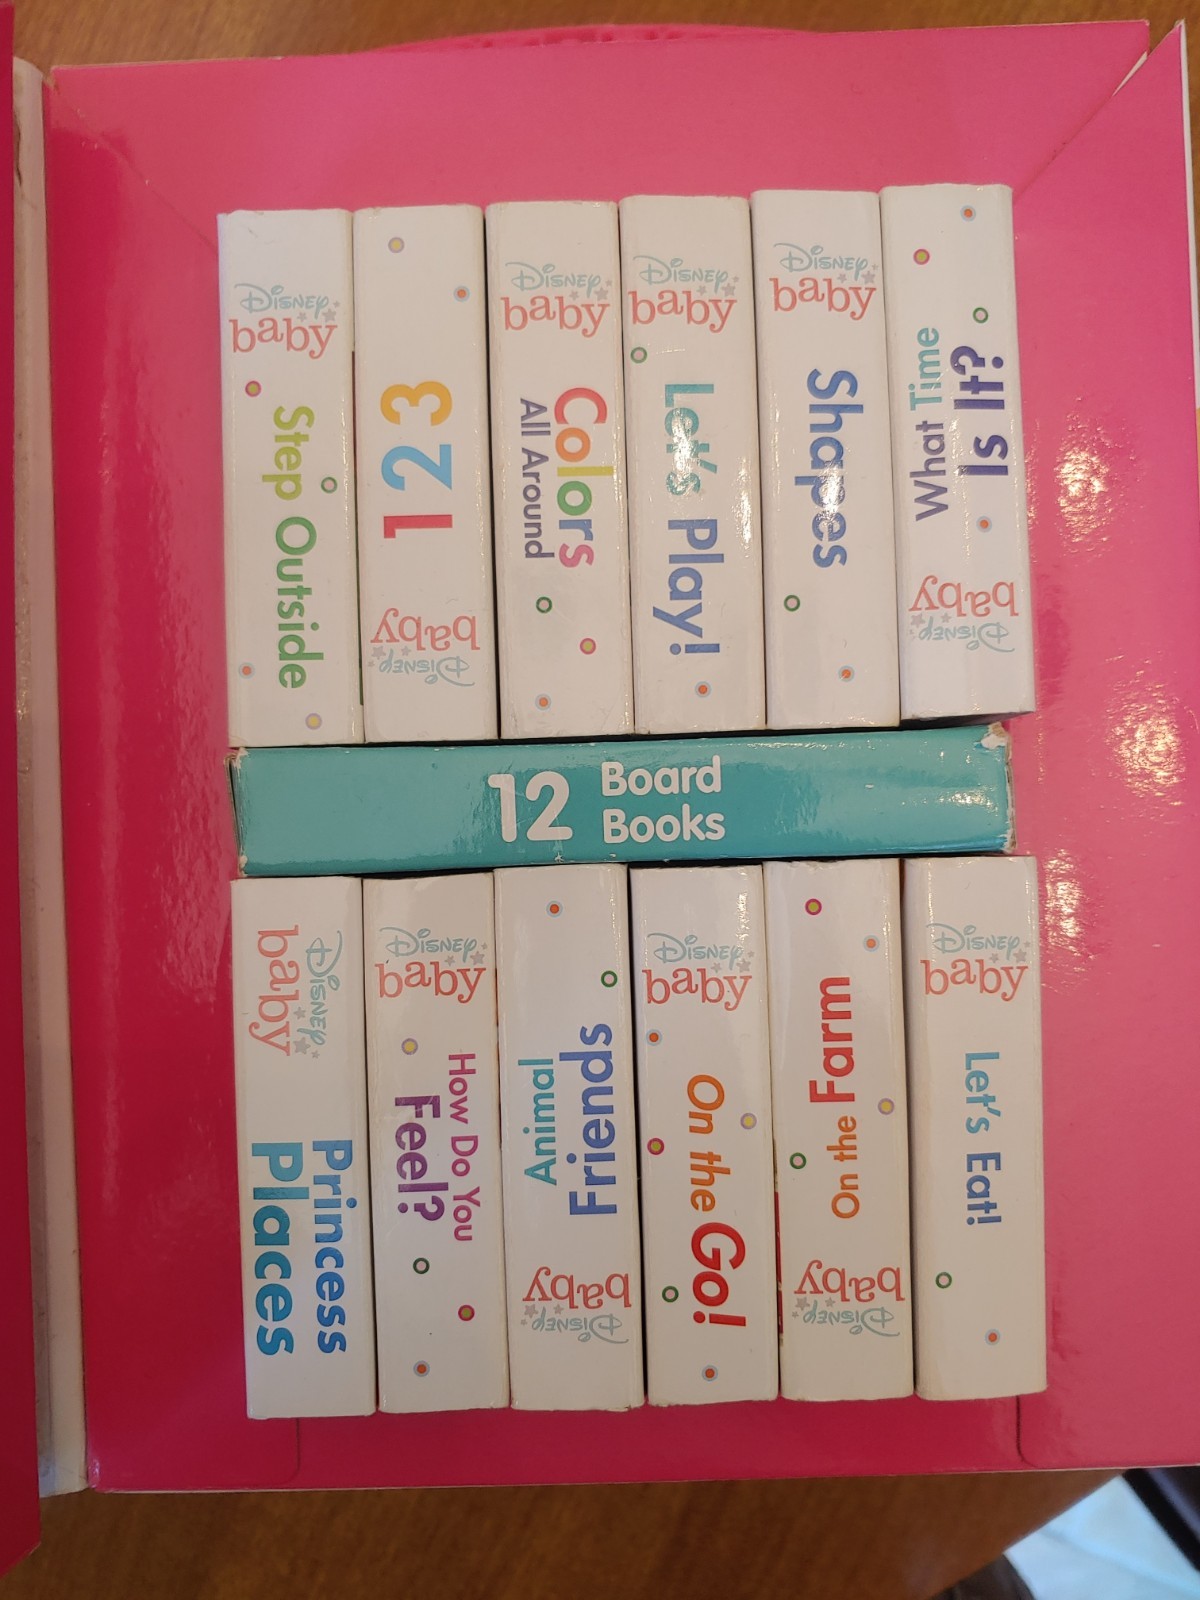 Disney
baby
Step Outside
1 2 3
Disney
baby
Disney
baby
Colors
All Around
Disney
baby
Let's Play!
Disney
baby
Shapes
What Time
Is It?
Disney
baby
12 Board
Books
Disney
baby
Princess
Places
Disney
baby
How Do You
Feel?
Animal
Friends
Disney
baby
Disney
baby
On the Go!
On the Farm
Disney
baby
Disney
baby
Let's Eat!